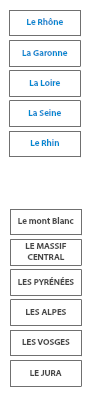 Le Rhône
La Garonne
La Loire
La Seine
Le Rhin
Le mont Blanc
LE MASSIF
CENTRAL
LES PYRÉNÉES
LES ALPES
LES VOSGES
LE JURA